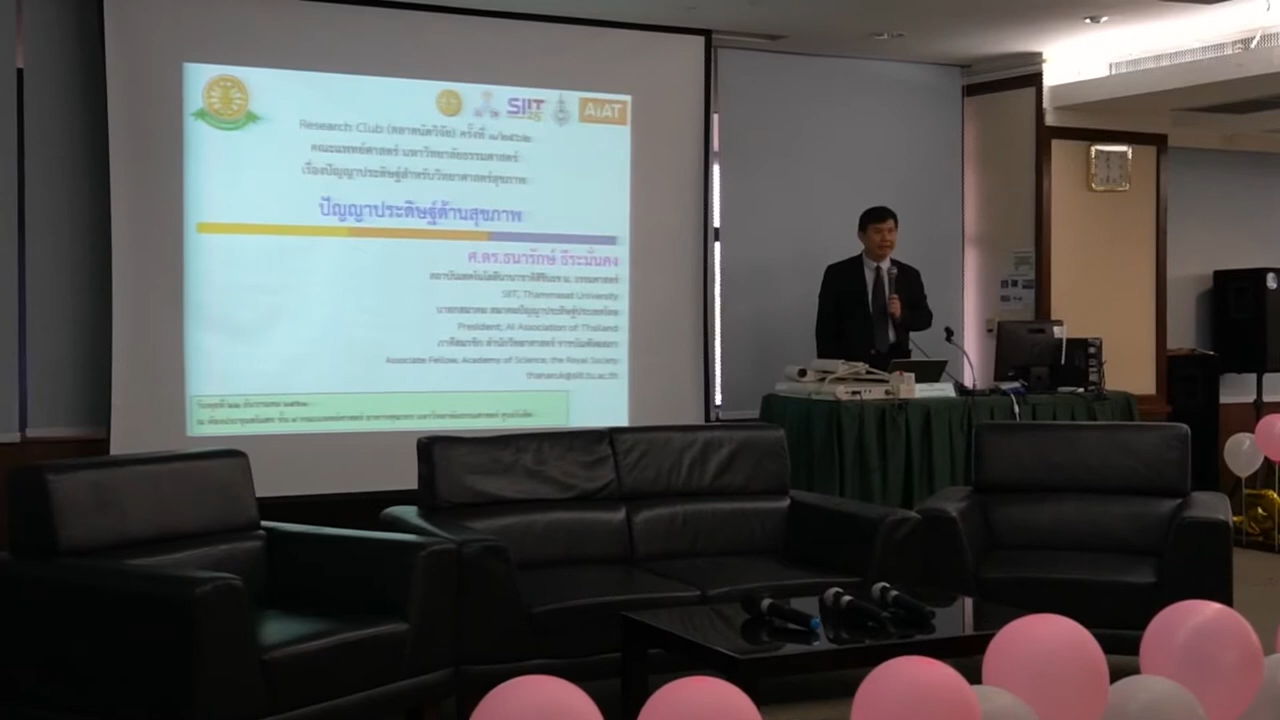 SIIT
AiAT
Research Club (ตลาดนัดวิจัย) ครั้งที่ ๘/๒๕๖๒
คณะแพทย์ศาสตร์ มหาวิทยาลัยธรรมศาสตร์
เรื่องปัญญาประดิษฐ์สำหรับวิทยาศาสตร์สุขภาพ
ปัญญาประดิษฐ์ด้านสุขภาพ
ศ.ดร.ธนารักษ์ ธีระมั่นคง
สถาบันเทคโนโลยีนานาชาติสิรินธร ม. ธรรมศาสตร์
SIIT, Thammasat University
นายกสมาคม สมาคมปัญญาประดิษฐ์ประเทศไทย
President, AI Association of Thailand
ภาคีสมาชิก สำนักวิทยาศาสตร์ ราชบัณฑิตยสภา
Associate Fellow, Academy of Science, the Royal Society
thanaruk@siit.tu.ac.th